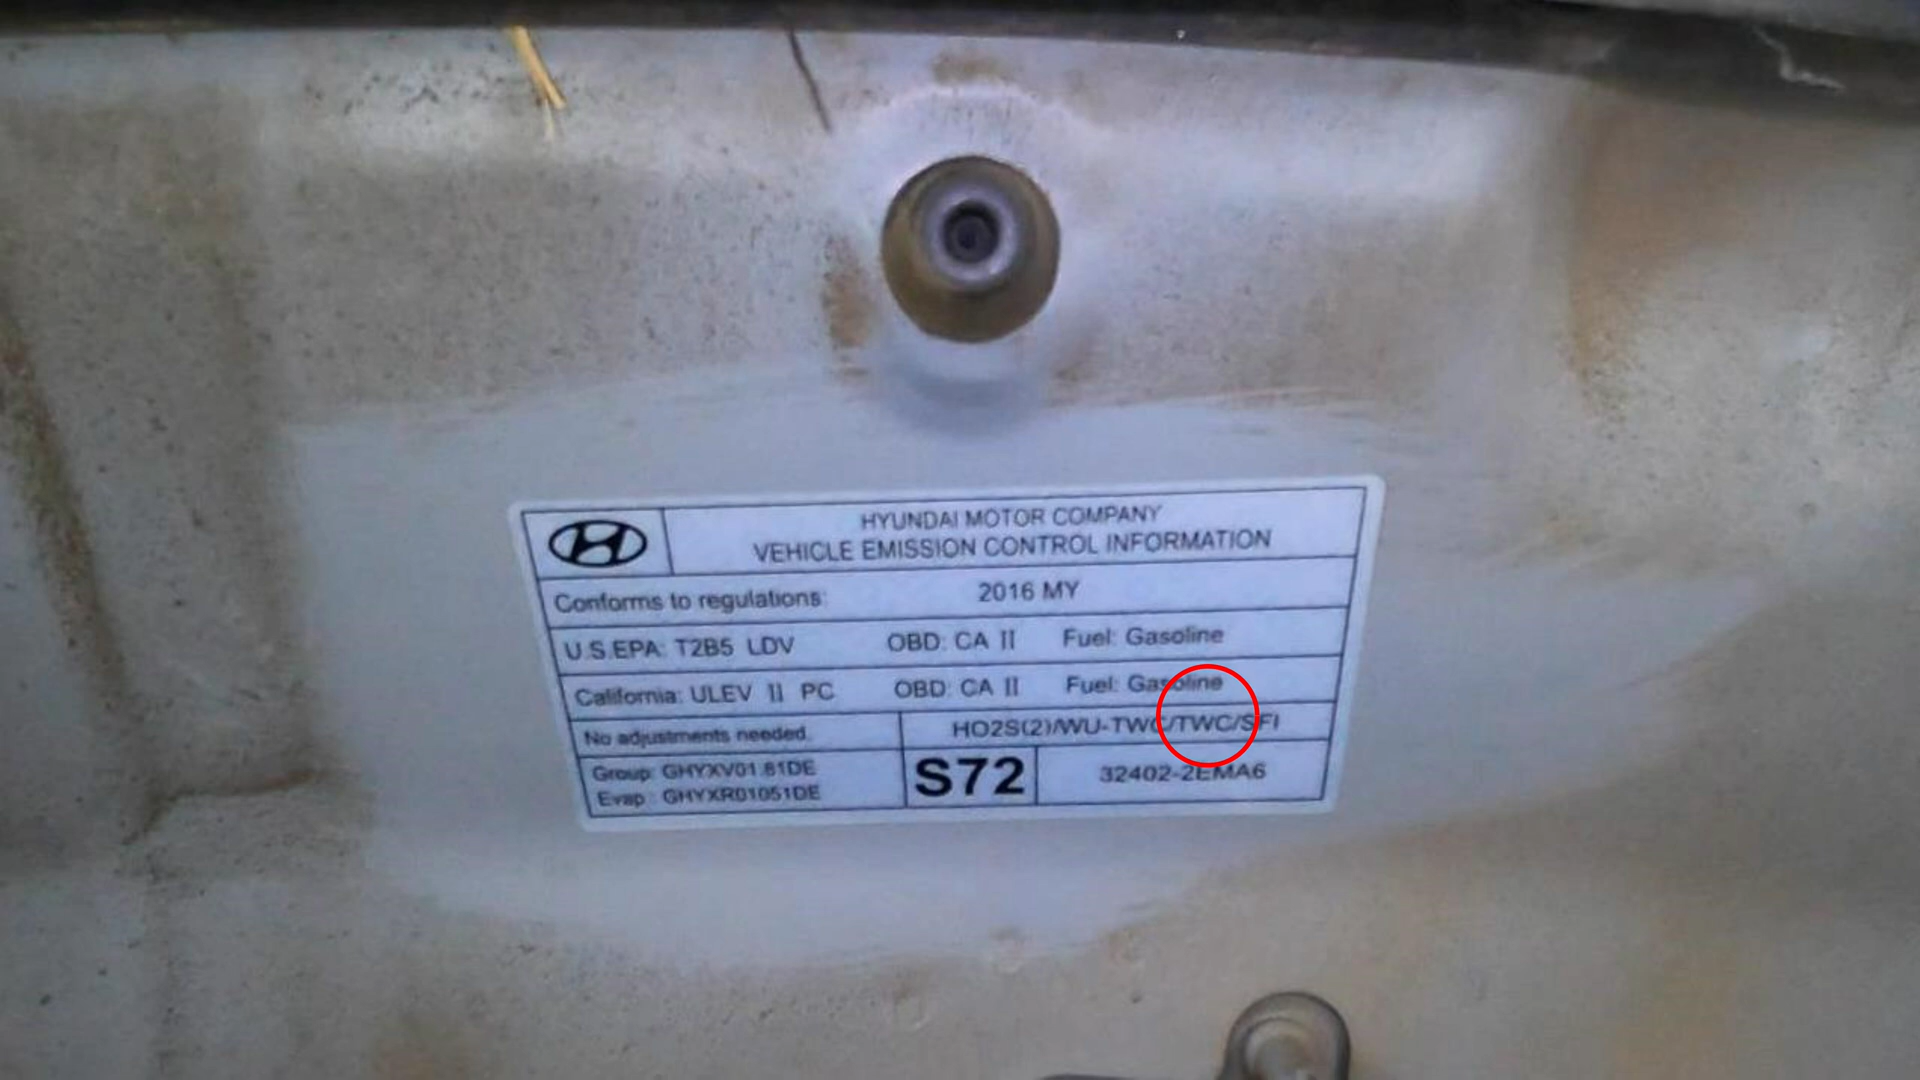 HYUNDAI MOTOR COMPANY
VEHICLE EMISSION CONTROL INFORMATION
Conforms to regulations: 2016 MY
U.S.EPA: T2B5 LDV OBD: CA II Fuel: Gasoline
California: ULEV II PC OBD: CA II Fuel: Gasoline
No adjustments needed. HO2S(2)/WU-TWC/TWC/SFI
Group: GHYXV01.81DE
Evap : GHYXR01051DE
S72 32402-2EMA6